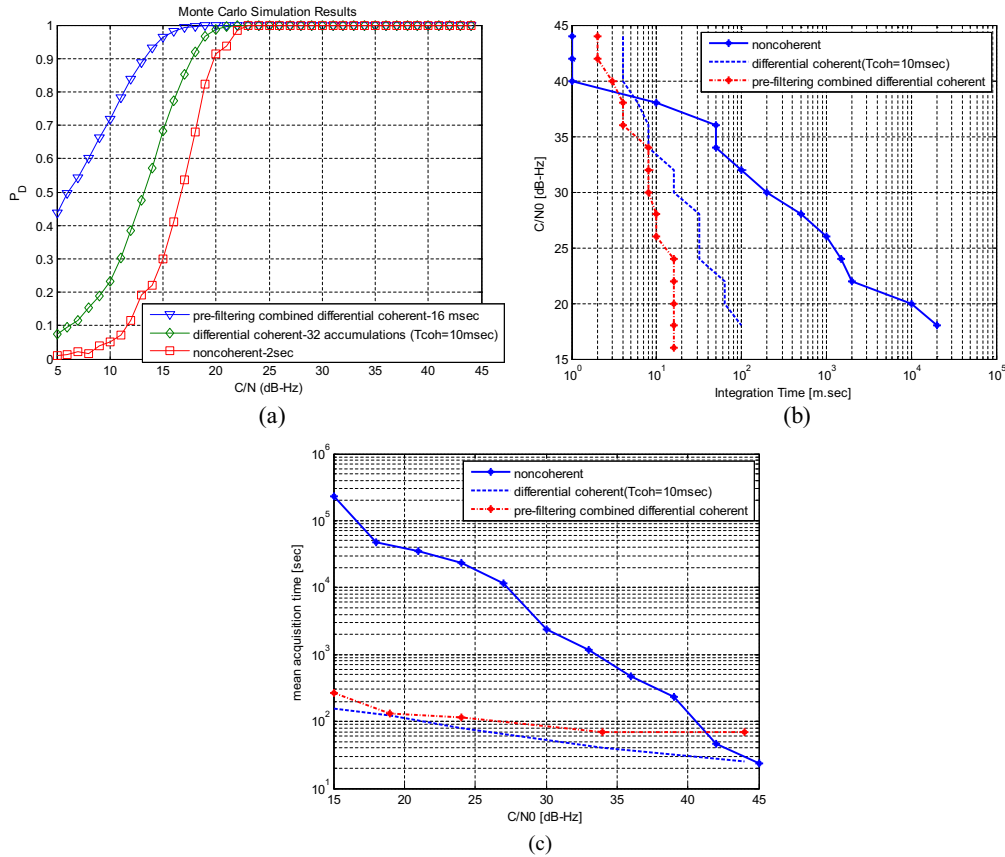 Monte Carlo Simulation Results
1
0.9
0.8
0.7
0.6
0.5
0.4
0.3
0.2
0.1
0
P_D
pre-filtering combined differential coherent-16 msec
differential coherent-32 accumulations (Tcoh=10msec)
noncoherent-2sec
5 10 15 20 25 30 35 40 45
C/N (dB-Hz)
(a)
45
40
35
30
25
20
15
C/N0 [dB-Hz]
noncoherent
differential coherent(Tcoh=10msec)
pre-filtering combined differential coherent
10^0 10^1 10^2 10^3 10^4 10^5
Integration Time [m.sec]
(b)
10^6
10^5
10^4
10^3
10^2
10^1
mean acquisition time [sec]
noncoherent
differential coherent(Tcoh=10msec)
pre-filtering combined differential coherent
15 20 25 30 35 40 45
C/N0 [dB-Hz]
(c)